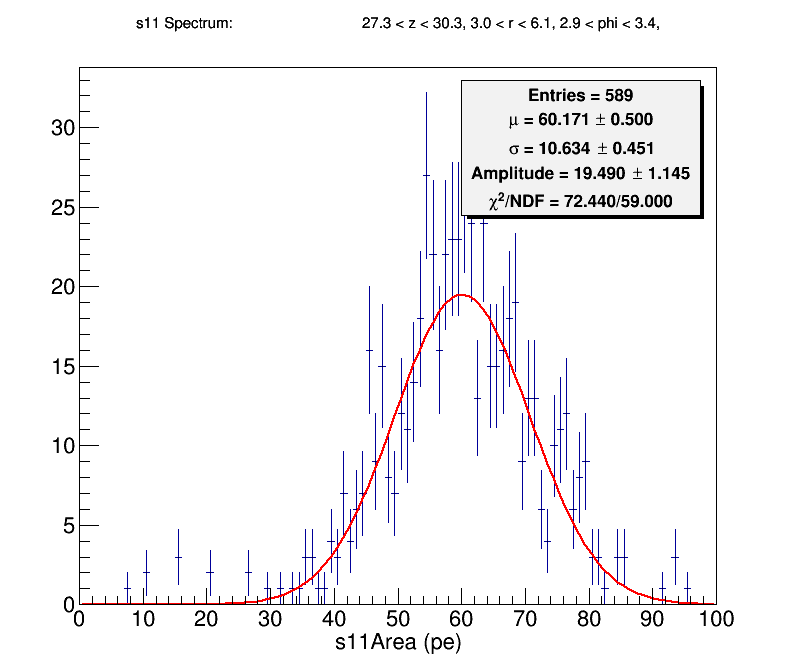 s11 Spectrum: 27.3 < z < 30.3, 3.0 < r < 6.1, 2.9 < phi < 3.4,
Entries = 589
μ = 60.171 ± 0.500
σ = 10.634 ± 0.451
Amplitude = 19.490 ± 1.145
χ²/NDF = 72.440/59.000
30
25
20
15
10
5
0
0 10 20 30 40 50 60 70 80 90 100
s11Area (pe)